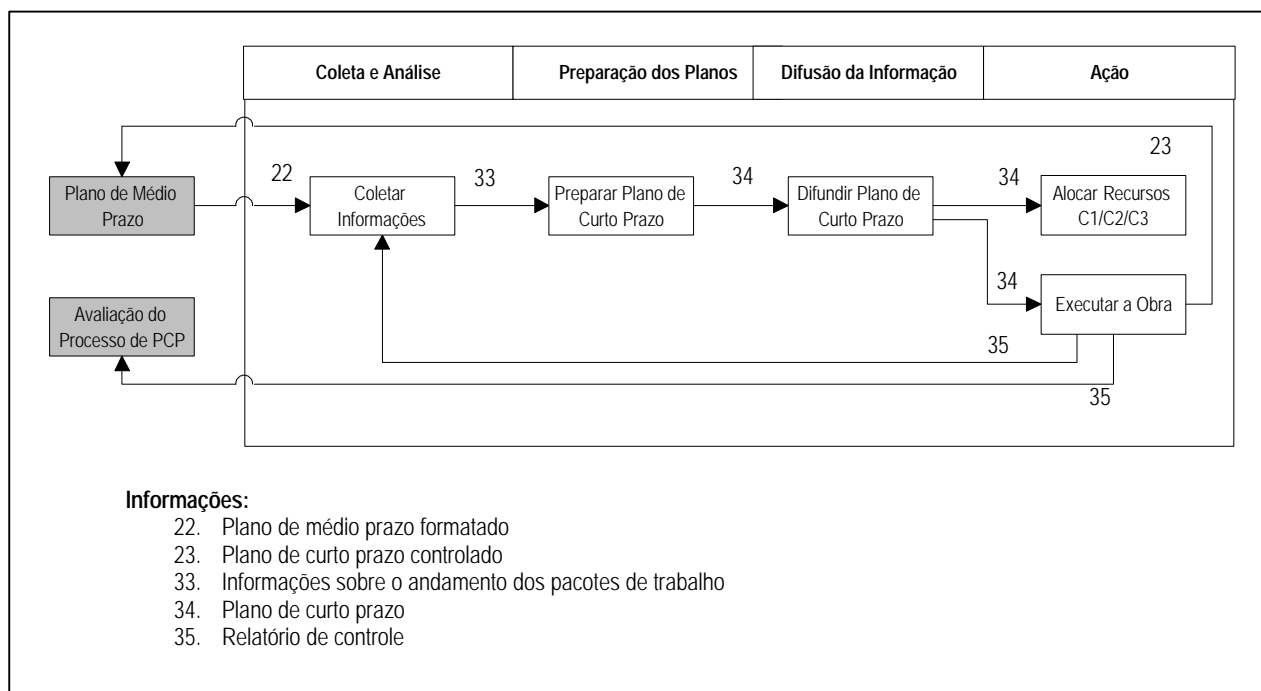 Coleta e Análise
Preparação dos Planos
Difusão da Informação
Ação
23
22
33
34
34
Plano de Médio
Prazo
Coletar
Informações
Preparar Plano de
Curto Prazo
Difundir Plano de
Curto Prazo
Alocar Recursos
C1/C2/C3
34
Avaliação do
Processo de PCP
Executar a Obra
35
35
Informações:
22. Plano de médio prazo formatado
23. Plano de curto prazo controlado
33. Informações sobre o andamento dos pacotes de trabalho
34. Plano de curto prazo
35. Relatório de controle